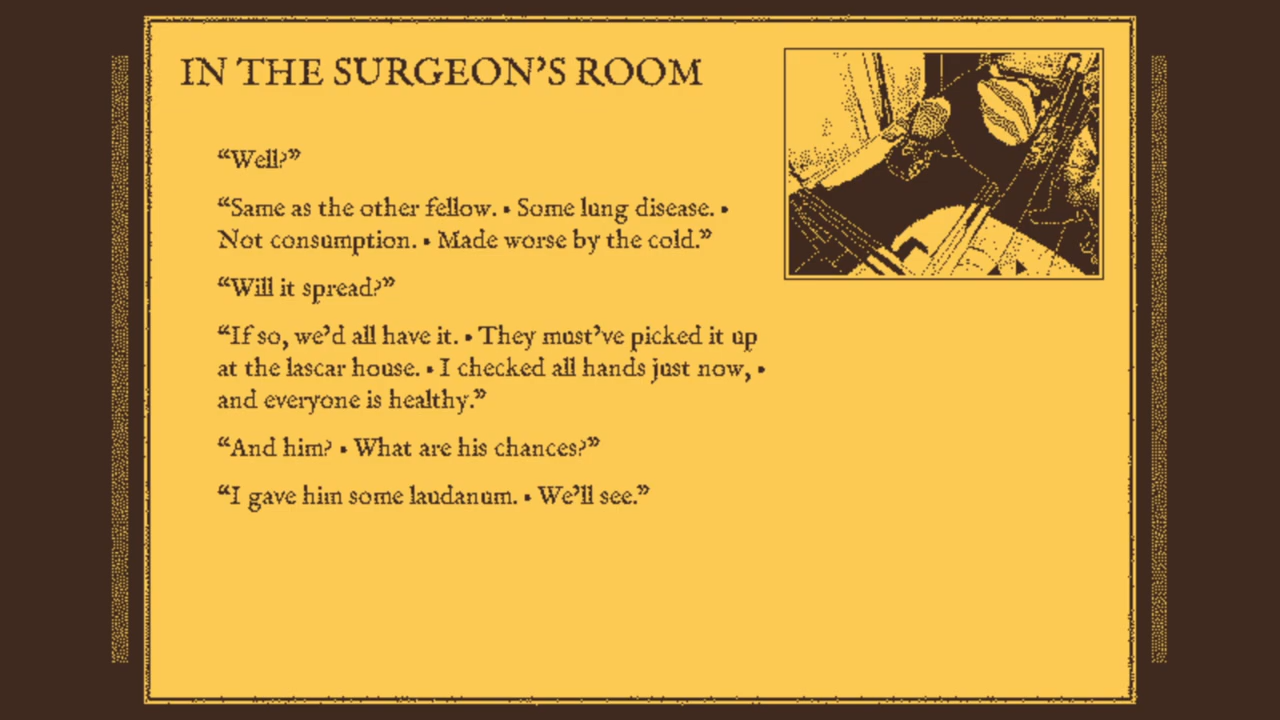 IN THE SURGEON’S ROOM
“Well?”
“Same as the other fellow. • Some lung disease. •
Not consumption. • Made worse by the cold.”
“Will it spread?”
“If so, we’d all have it. • They must’ve picked it up
at the lascar house. • I checked all hands just now, •
and everyone is healthy.”
“And him? • What are his chances?”
“I gave him some laudanum. • We’ll see.”